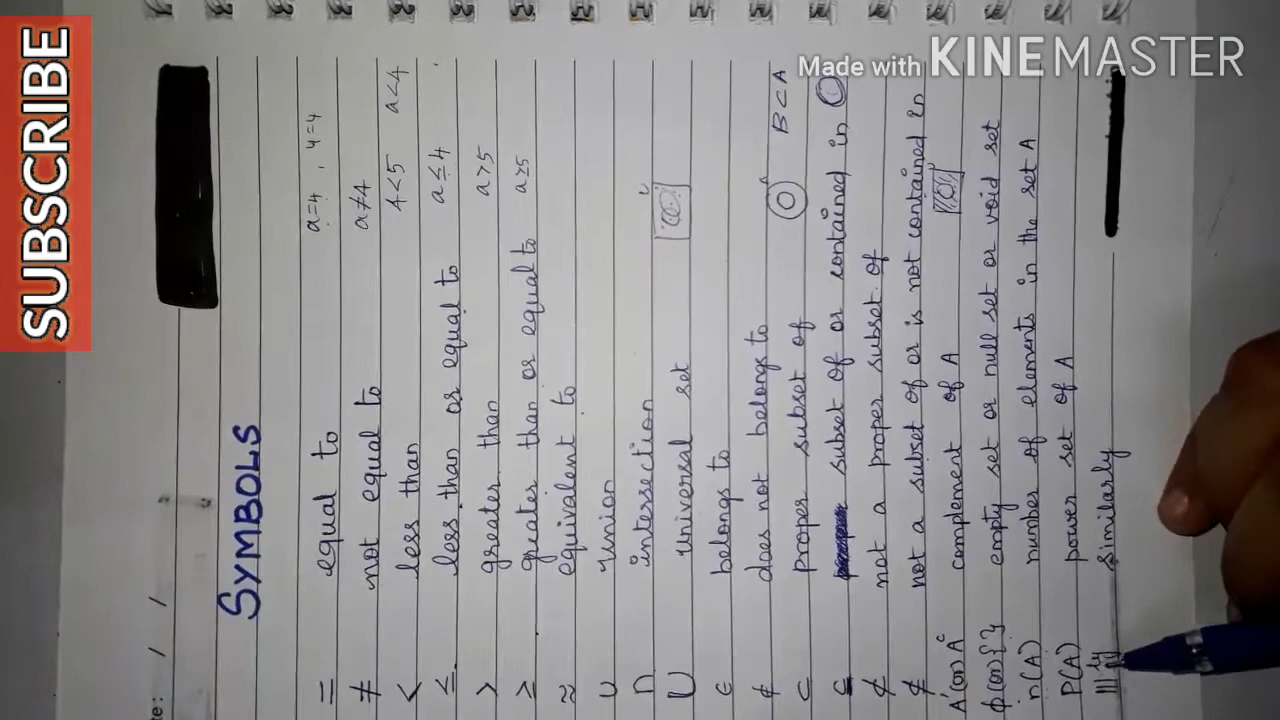 SUBSCRIBE
Made with KINEMASTER
SYMBOLS
= equal to a=4, 4=4
≠ not equal to a≠4
< less than 4<5 a<4
≤ less than or equal to a≤4
> greater than a>5
≥ greater than or equal to a≥5
≈ equivalent to
∪ union
∩ intersection
U universal set U
∈ belongs to
∉ does not belongs to
⊂ proper subset of A B⊂A
⊆ subset of or contained in
⊄ not a proper subset of
⊈ not a subset of or is not contained in
A' (or) Aᶜ complement of A
ϕ (or) { } empty set or null set or void set
n(A) number of elements in the set A
P(A) power set of A
|||ly similarly